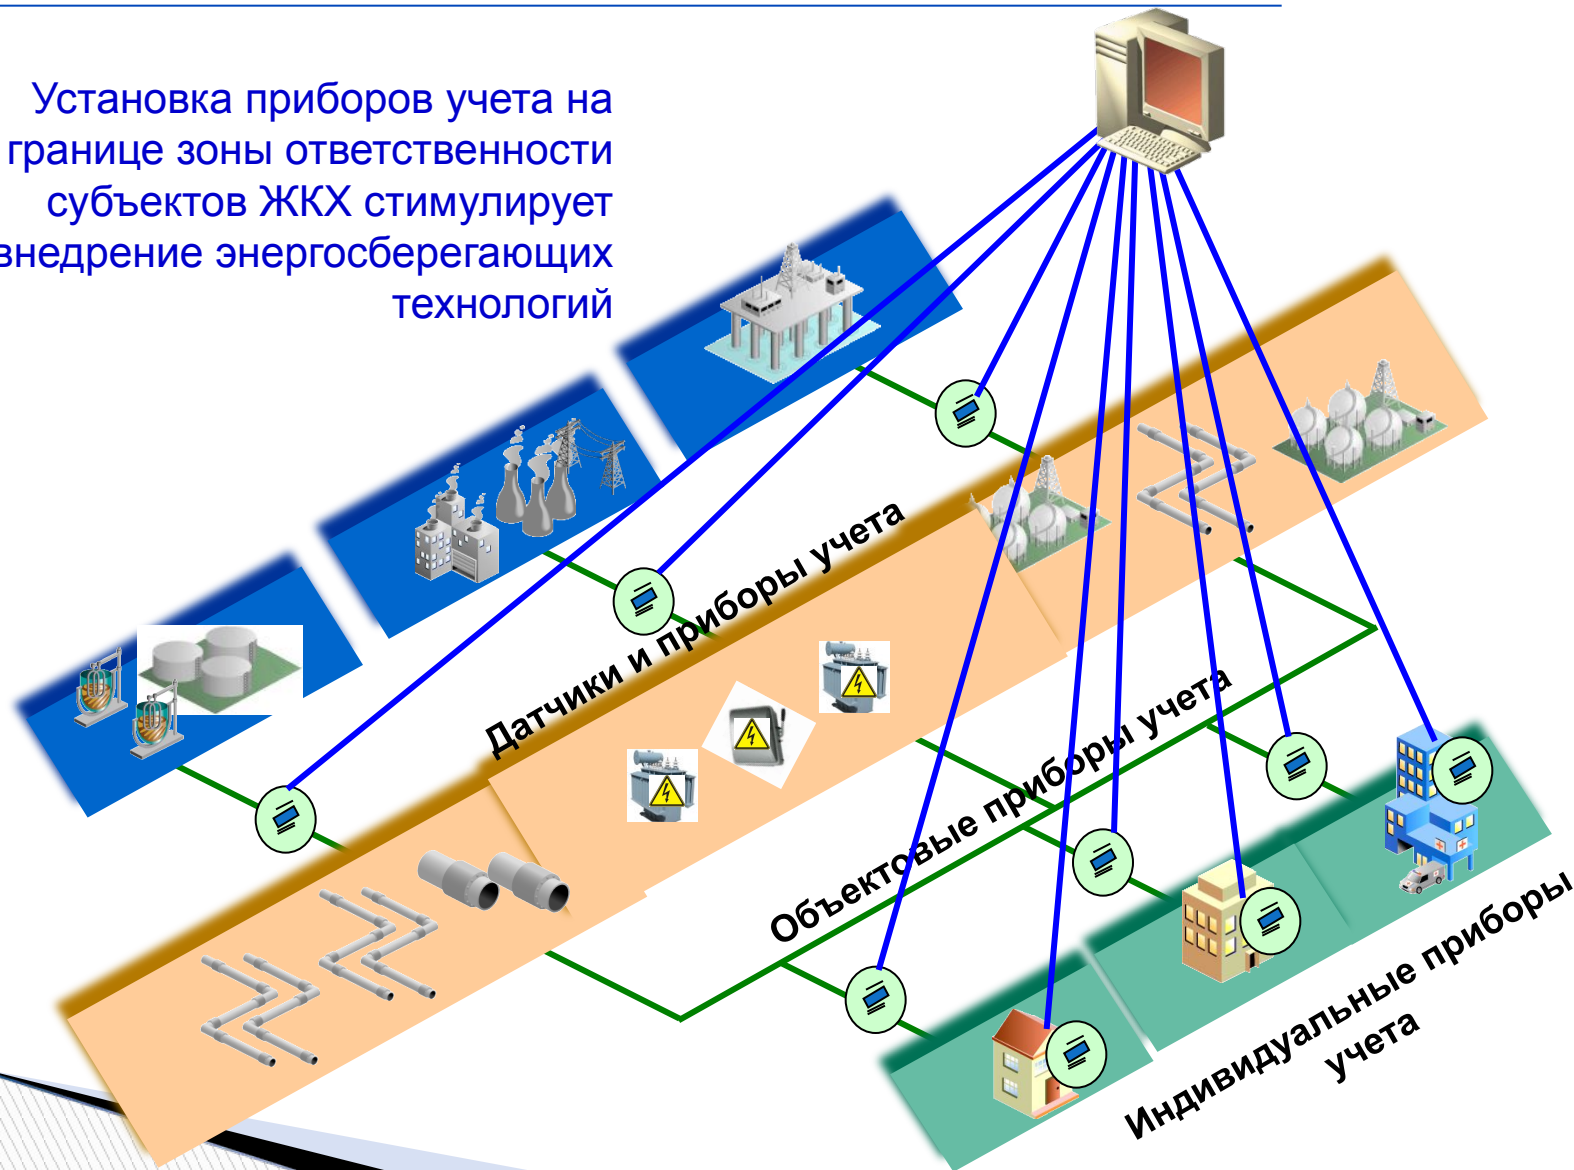 Установка приборов учета на
границе зоны ответственности
субъектов ЖКХ стимулирует
внедрение энергосберегающих
технологий
Датчики и приборы учета
Объектовые приборы учета
Индивидуальные приборы
учета